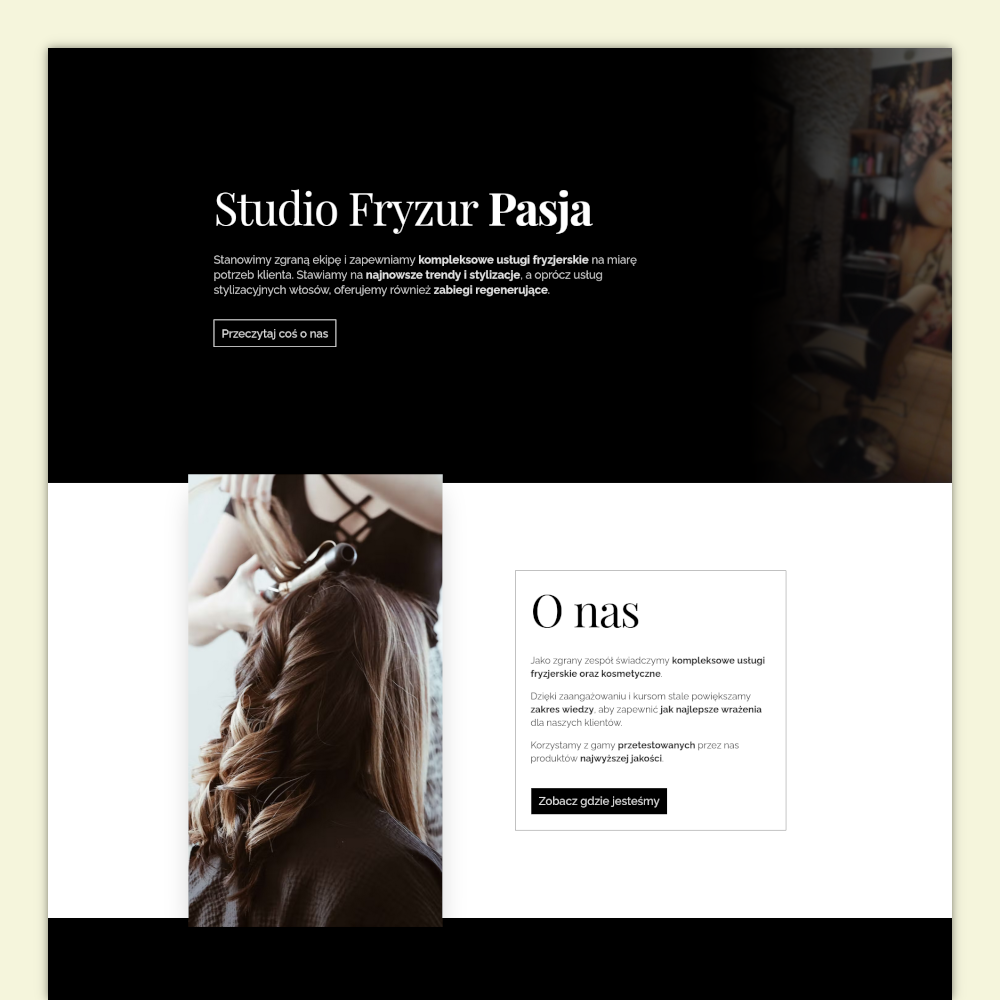 Studio Fryzur Pasja
Stanowimy zgraną ekipę i zapewniamy kompleksowe usługi fryzjerskie na miarę
potrzeb klienta. Stawiamy na najnowsze trendy i stylizacje, a oprócz usług
stylizacyjnych włosów, oferujemy również zabiegi regenerujące.
Przeczytaj coś o nas
O nas
Jako zgrany zespół świadczymy kompleksowe usługi
fryzjerskie oraz kosmetyczne.
Dzięki zaangażowaniu i kursom stale powiększamy
zakres wiedzy, aby zapewnić jak najlepsze wrażenia
dla naszych klientów.
Korzystamy z gamy przetestowanych przez nas
produktów najwyższej jakości.
Zobacz gdzie jesteśmy